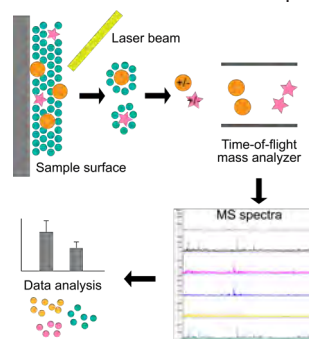 Laser beam
+/-
+/-
Sample surface
Time-of-flight
mass analyzer
MS spectra
Data analysis